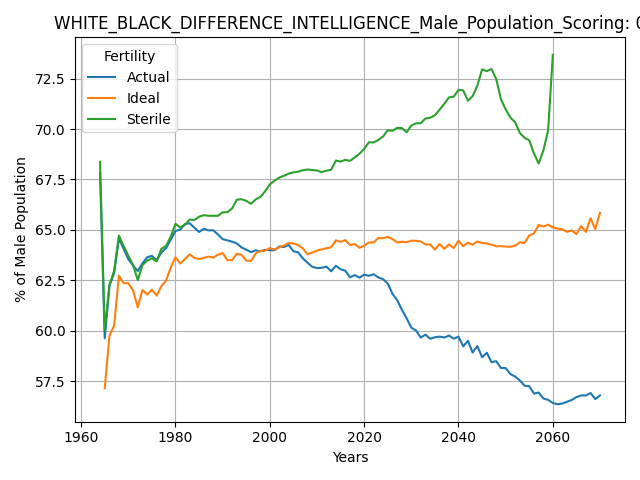 WHITE_BLACK_DIFFERENCE_INTELLIGENCE_Male_Population_Scoring: 0
Fertility
Actual
Ideal
Sterile
% of Male Population
72.5
70.0
67.5
65.0
62.5
60.0
57.5
1960
1980
2000
2020
2040
2060
Years